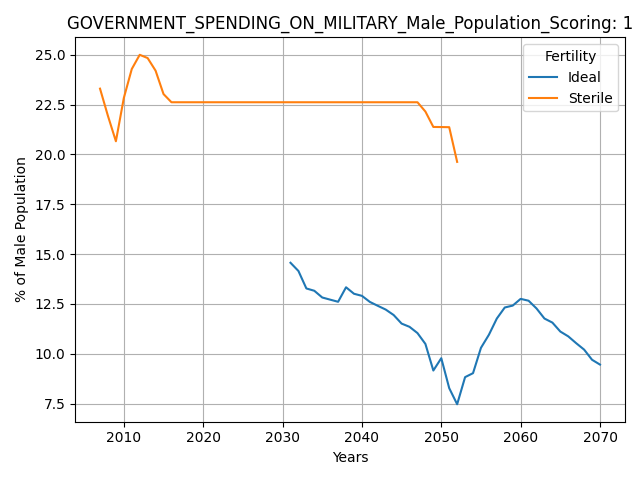 GOVERNMENT_SPENDING_ON_MILITARY_Male_Population_Scoring: 1
Fertility
Ideal
Sterile
% of Male Population
25.0
22.5
20.0
17.5
15.0
12.5
10.0
7.5
2010 2020 2030 2040 2050 2060 2070
Years